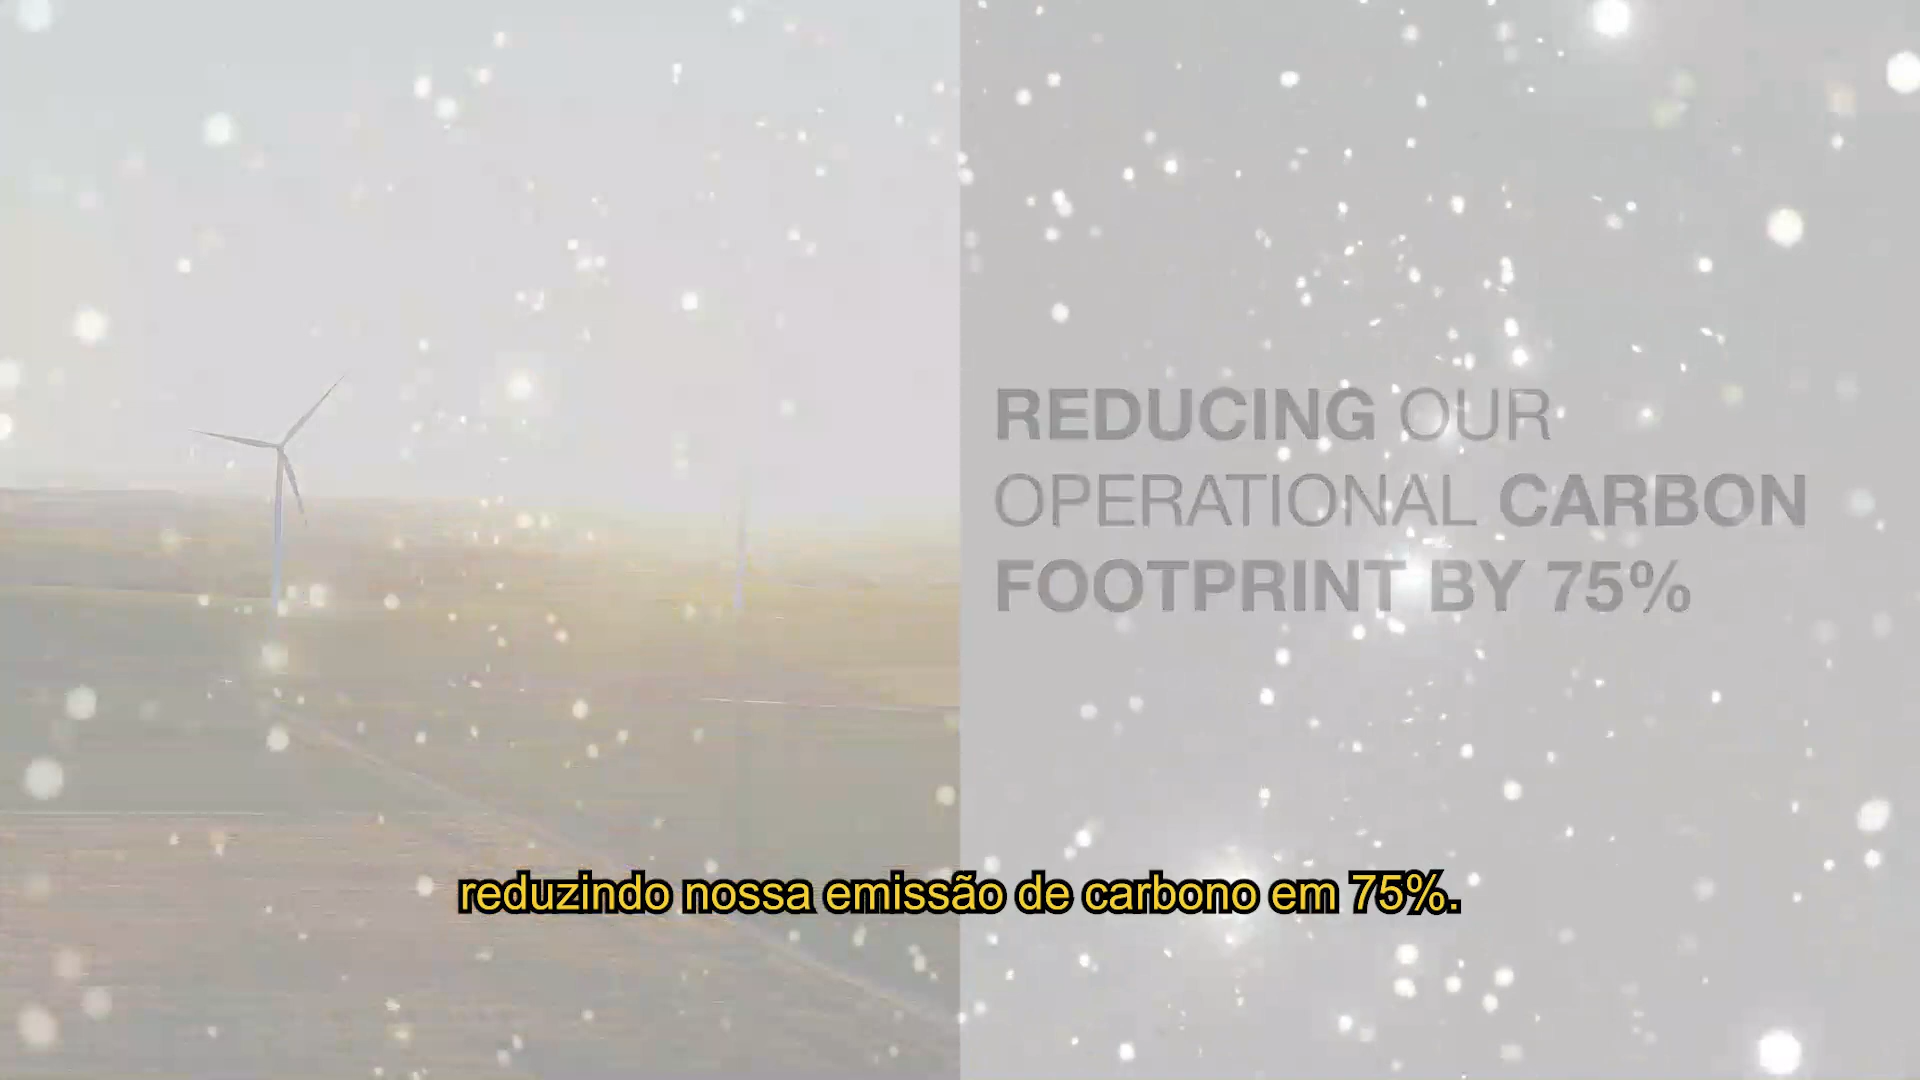 REDUCING OUR
OPERATIONAL CARBON
FOOTPRINT BY 75%
reduzindo nossa emissão de carbono em 75%.